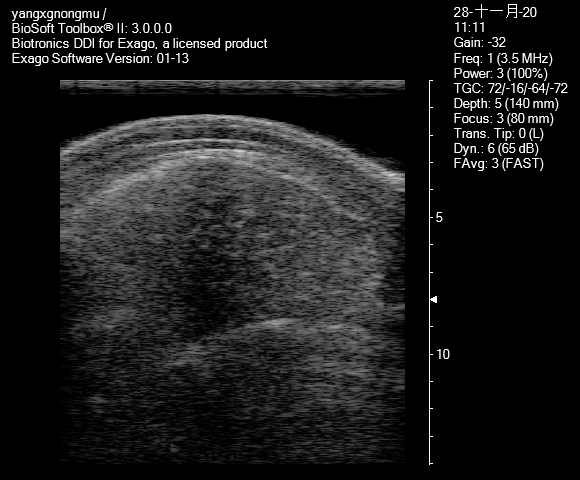 yangxgnongmu /
BioSoft Toolbox® II: 3.0.0.0
Biotronics DDI for Exago, a licensed product
Exago Software Version: 01-13
28-十一月-20
11:11
Gain: -32
Freq: 1 (3.5 MHz)
Power: 3 (100%)
TGC: 72/-16/-64/-72
Depth: 5 (140 mm)
Focus: 3 (80 mm)
Trans. Tip: 0 (L)
Dyn.: 6 (65 dB)
FAvg: 3 (FAST)
5
10